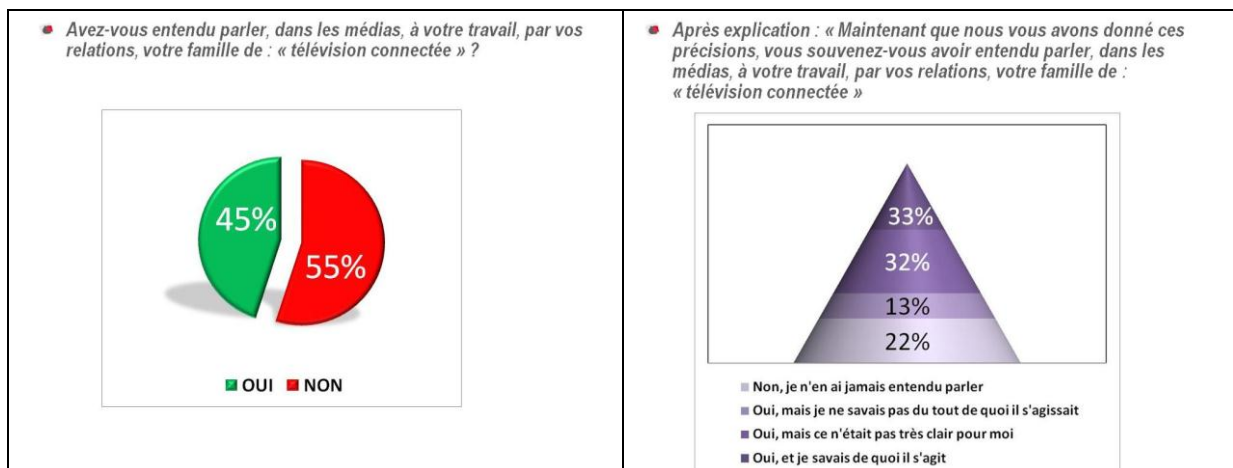 Avez-vous entendu parler, dans les médias, à votre travail, par vos
relations, votre famille de : « télévision connectée » ?
45%
55%
OUI NON
Après explication : « Maintenant que nous vous avons donné ces
précisions, vous souvenez-vous avoir entendu parler, dans les
médias, à votre travail, par vos relations, votre famille de :
« télévision connectée »
33%
32%
13%
22%
Non, je n'en ai jamais entendu parler
Oui, mais je ne savais pas du tout de quoi il s'agissait
Oui, mais ce n'était pas très clair pour moi
Oui, et je savais de quoi il s'agit